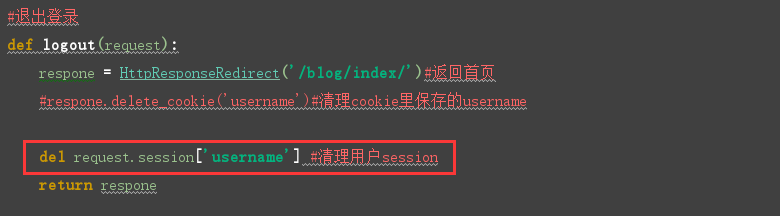 #退出登录
def logout(request):
respone = HttpResponseRedirect('/blog/index/')#返回首页
#respone.delete_cookie('username')#清理cookie里保存的username
del request.session['username'] #清理用户session
return respone